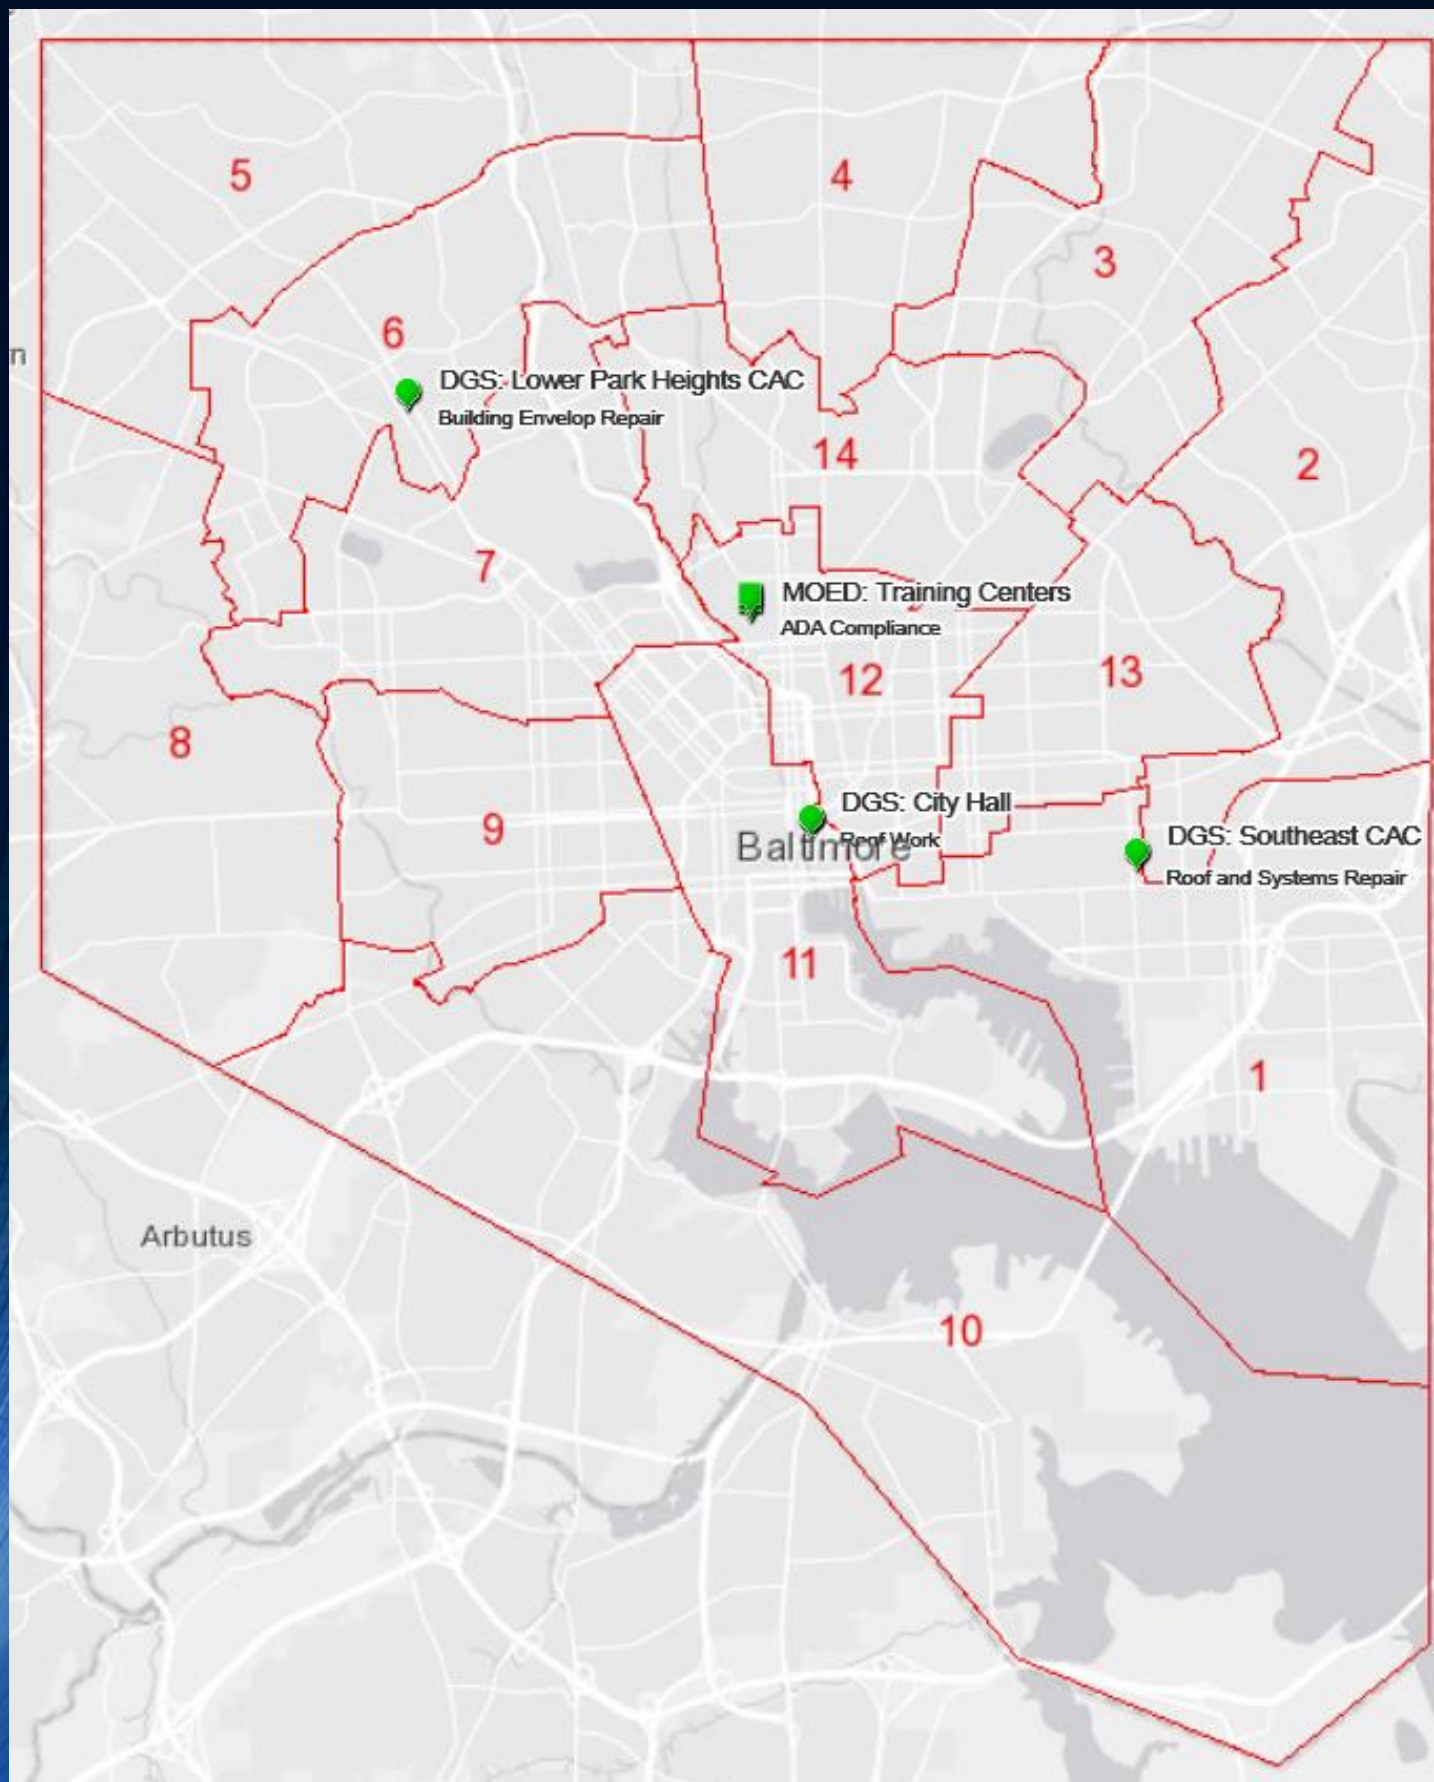 5
4
3
n
6
DGS: Lower Park Heights CAC
Building Envelop Repair
14
2
7
MOED: Training Centers
ADA Compliance
12
13
8
9
DGS: City Hall
Roof Work
Baltimore
DGS: Southeast CAC
Roof and Systems Repair
11
1
Arbutus
10